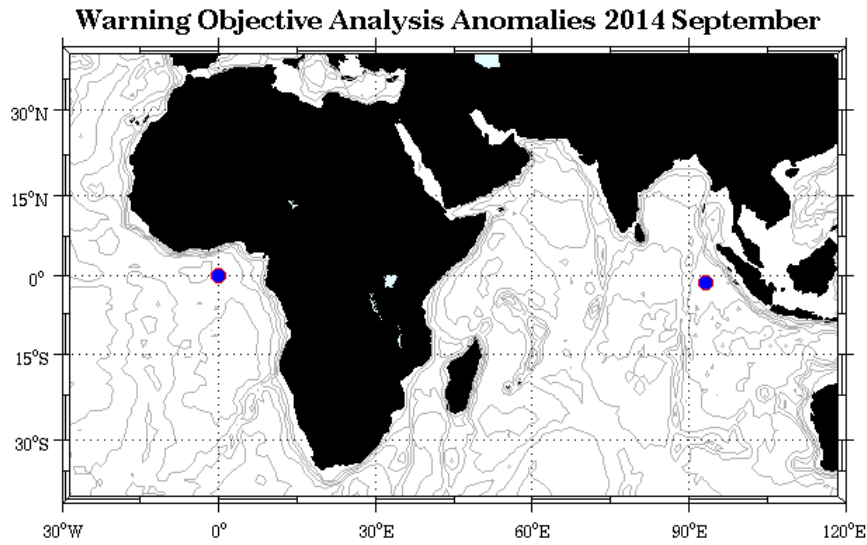 Warning Objective Analysis Anomalies 2014 September
30°N
15°N
0°
15°S
30°S
30°W 0° 30°E 60°E 90°E 120°E